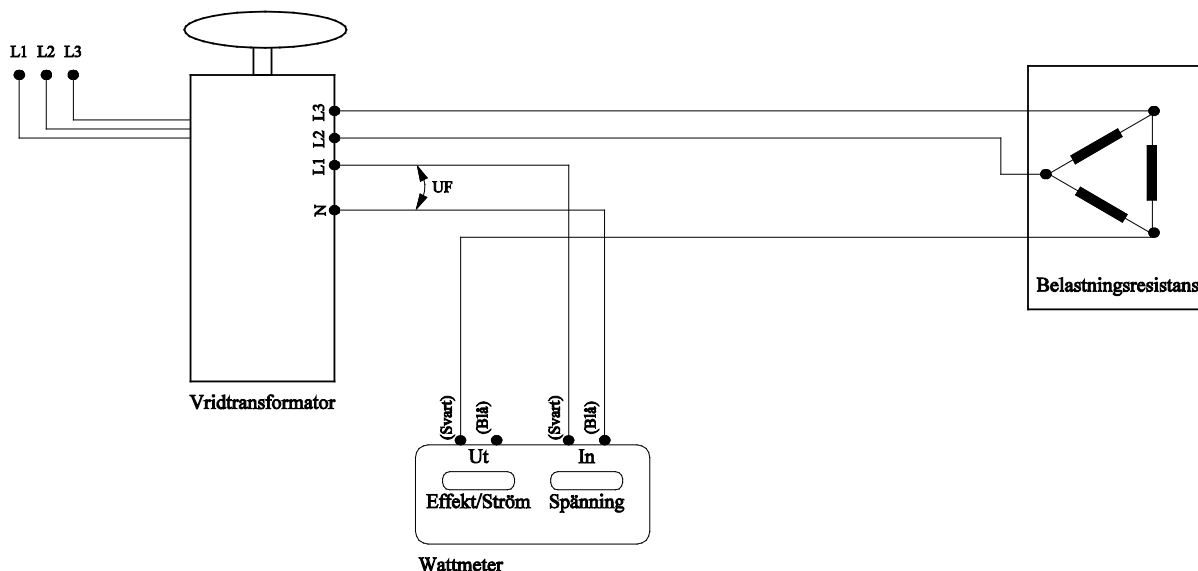 L1 L2 L3
L3
L2
L1
UF
N
Belastningsresistans
Vridtransformator
(Svart)
(Blå)
(Svart)
(Blå)
Ut
In
Effekt/Ström
Spänning
Wattmeter